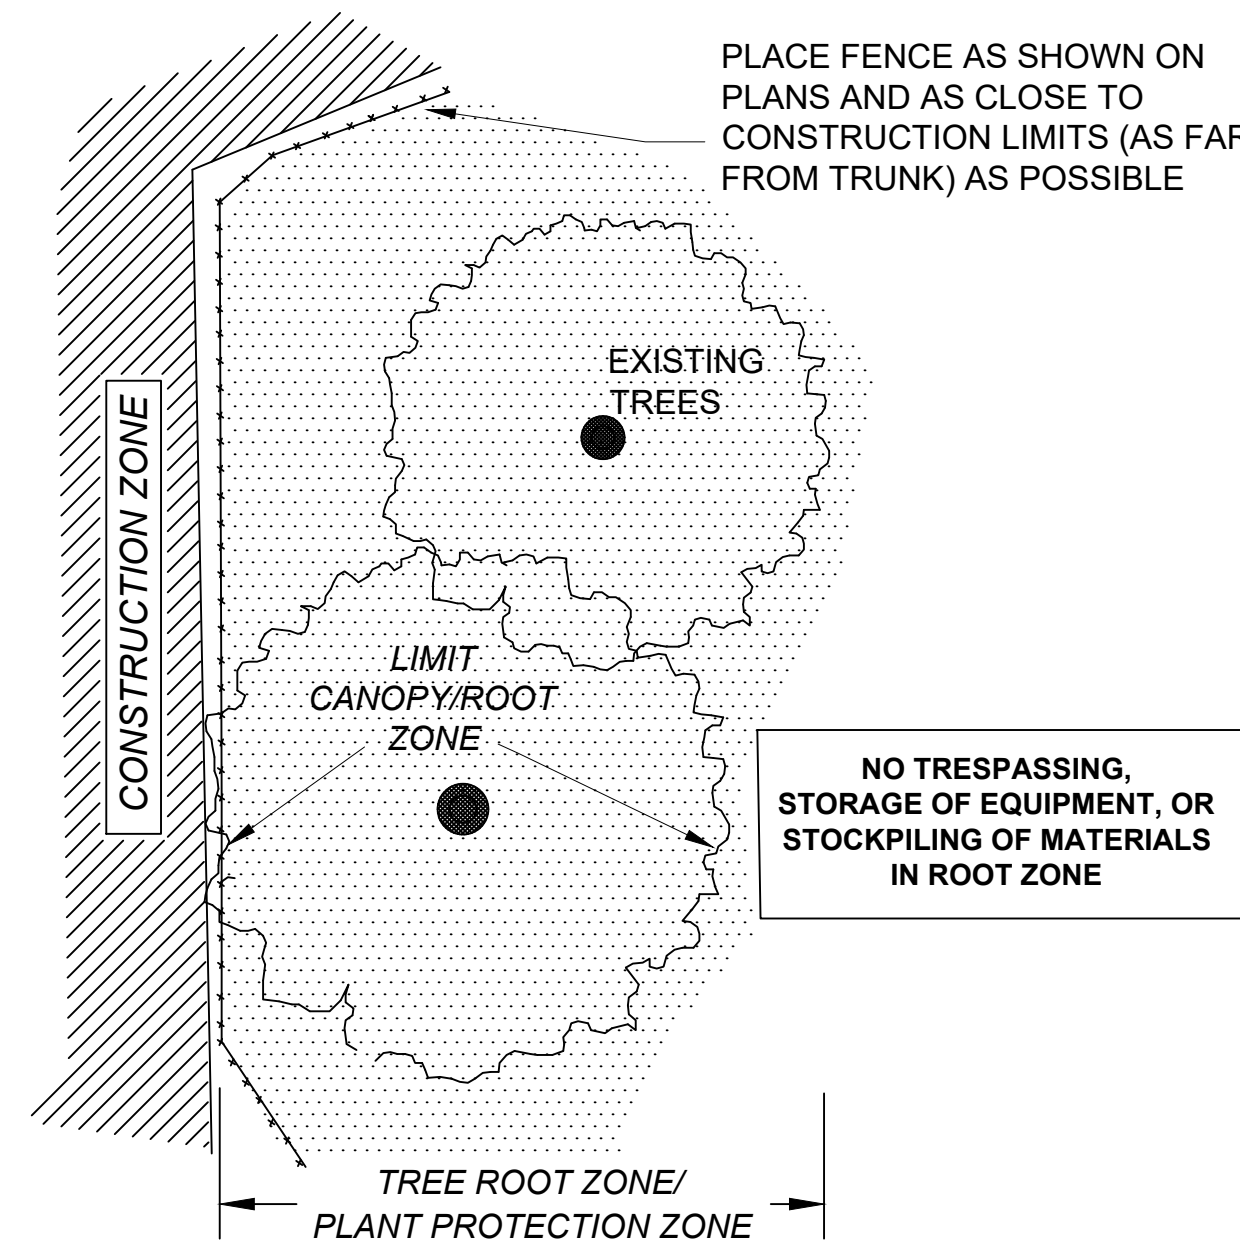 PLACE FENCE AS SHOWN ON
PLANS AND AS CLOSE TO
CONSTRUCTION LIMITS (AS FAR
FROM TRUNK) AS POSSIBLE
EXISTING
TREES
CONSTRUCTION ZONE
LIMIT
CANOPY/ROOT
ZONE
NO TRESPASSING,
STORAGE OF EQUIPMENT, OR
STOCKPILING OF MATERIALS
IN ROOT ZONE
TREE ROOT ZONE/
PLANT PROTECTION ZONE